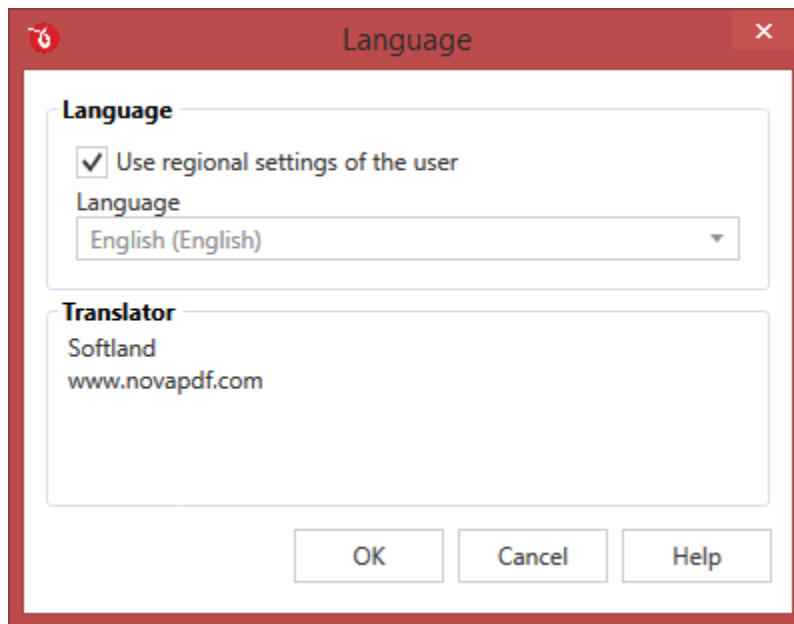 Language
Language
Use regional settings of the user
Language
English (English)
Translator
Softland
www.novapdf.com
OK Cancel Help